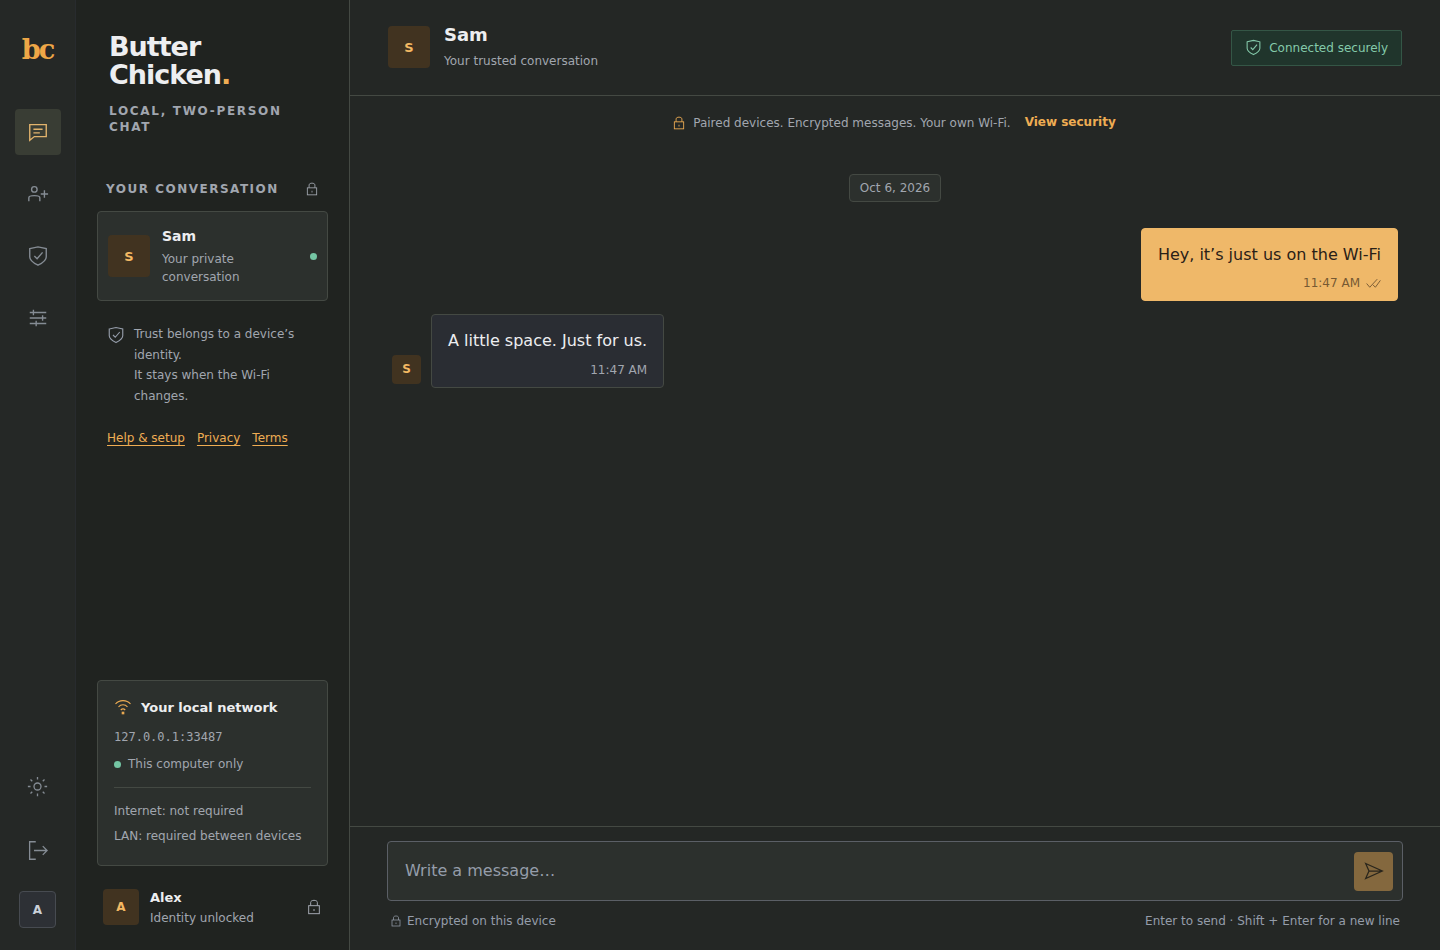 bc
Butter
Chicken.
LOCAL, TWO-PERSON
CHAT
YOUR CONVERSATION
S
Sam
Your private
conversation
Trust belongs to a device’s
identity.
It stays when the Wi-Fi
changes.
Help & setup Privacy Terms
Your local network
127.0.0.1:33487
This computer only
Internet: not required
LAN: required between devices
A
A
Alex
Identity unlocked
S
Sam
Your trusted conversation
Connected securely
Paired devices. Encrypted messages. Your own Wi-Fi. View security
Oct 6, 2026
Hey, it’s just us on the Wi-Fi
11:47 AM
S
A little space. Just for us.
11:47 AM
Write a message…
Encrypted on this device
Enter to send · Shift + Enter for a new line